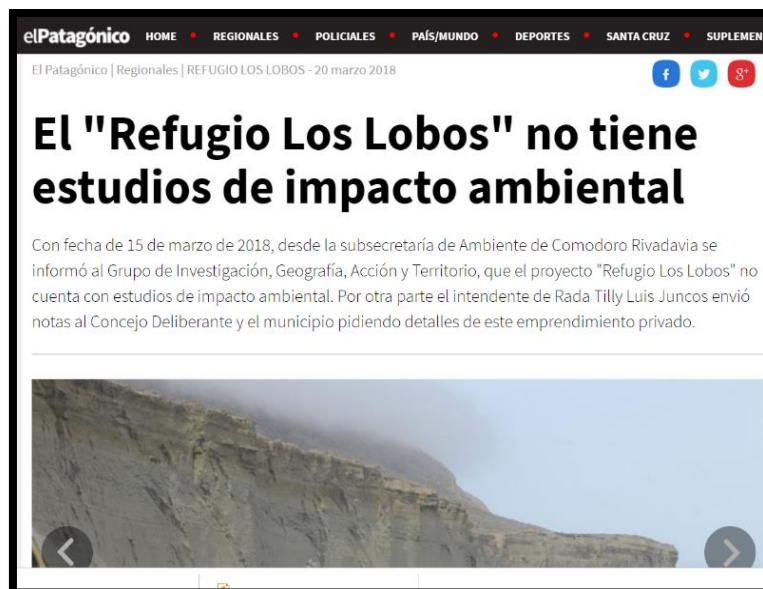 elPatagónico HOME • REGIONALES • POLICIALES • PAÍS/MUNDO • DEPORTES • SANTA CRUZ • SUPLEMEN
El Patagónico | Regionales | REFUGIO LOS LOBOS - 20 marzo 2018
f g+
El "Refugio Los Lobos" no tiene
estudios de impacto ambiental
Con fecha de 15 de marzo de 2018, desde la subsecretaría de Ambiente de Comodoro Rivadavia se
informó al Grupo de Investigación, Geografía, Acción y Territorio, que el proyecto "Refugio Los Lobos" no
cuenta con estudios de impacto ambiental. Por otra parte el intendente de Rada Tilly Luis Juncos envió
notas al Concejo Deliberante y el municipio pidiendo detalles de este emprendimiento privado.